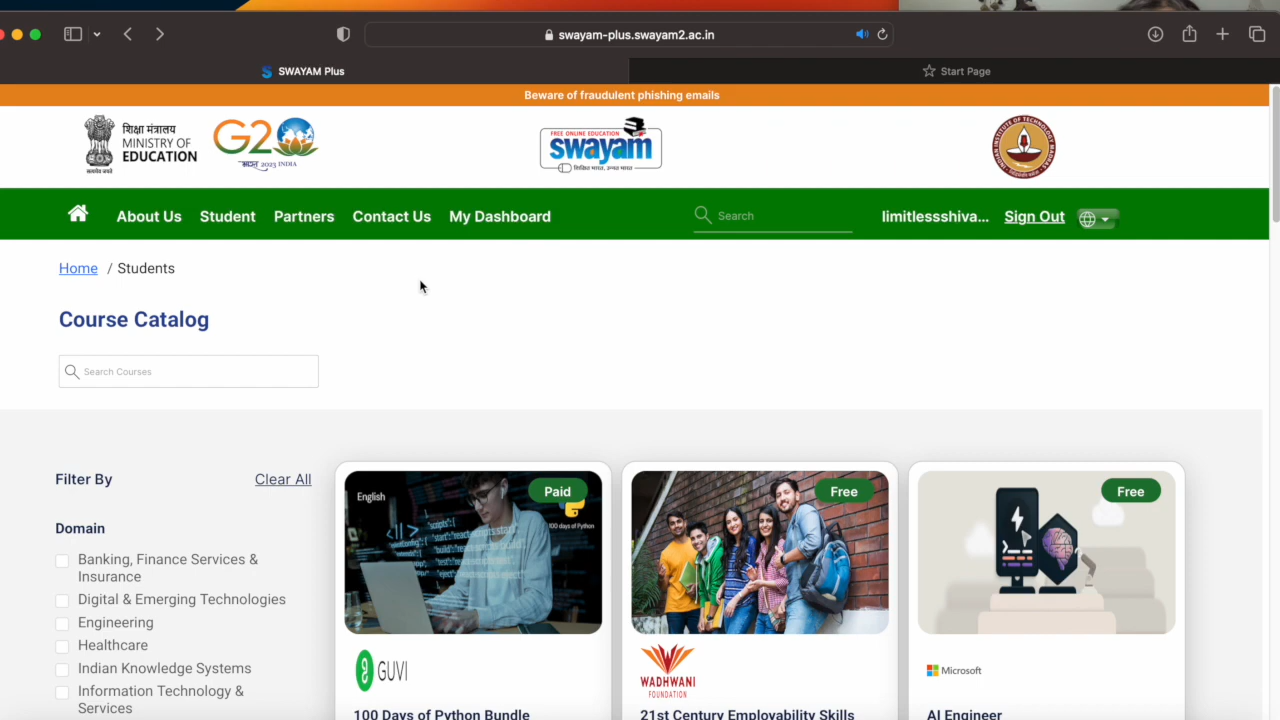 swayam-plus.swayam2.ac.in
SWAYAM Plus
Start Page
Beware of fraudulent phishing emails
शिक्षा मंत्रालय
MINISTRY OF
EDUCATION
सत्यमेव जयते
G20
भारत 2023 INDIA
FREE ONLINE EDUCATION
swayam
शिक्षित भारत, उन्नत भारत
About Us
Student
Partners
Contact Us
My Dashboard
Search
limitlessshiva...
Sign Out
Home / Students
Course Catalog
Search Courses
Filter By
Clear All
Domain
Banking, Finance Services &
Insurance
Digital & Emerging Technologies
Engineering
Healthcare
Indian Knowledge Systems
Information Technology &
Services
English
Paid
100 days of Python
GUVI
100 Days of Python Bundle
Free
WADHWANI
FOUNDATION
21st Century Employability Skills
Free
Microsoft
AI Engineer